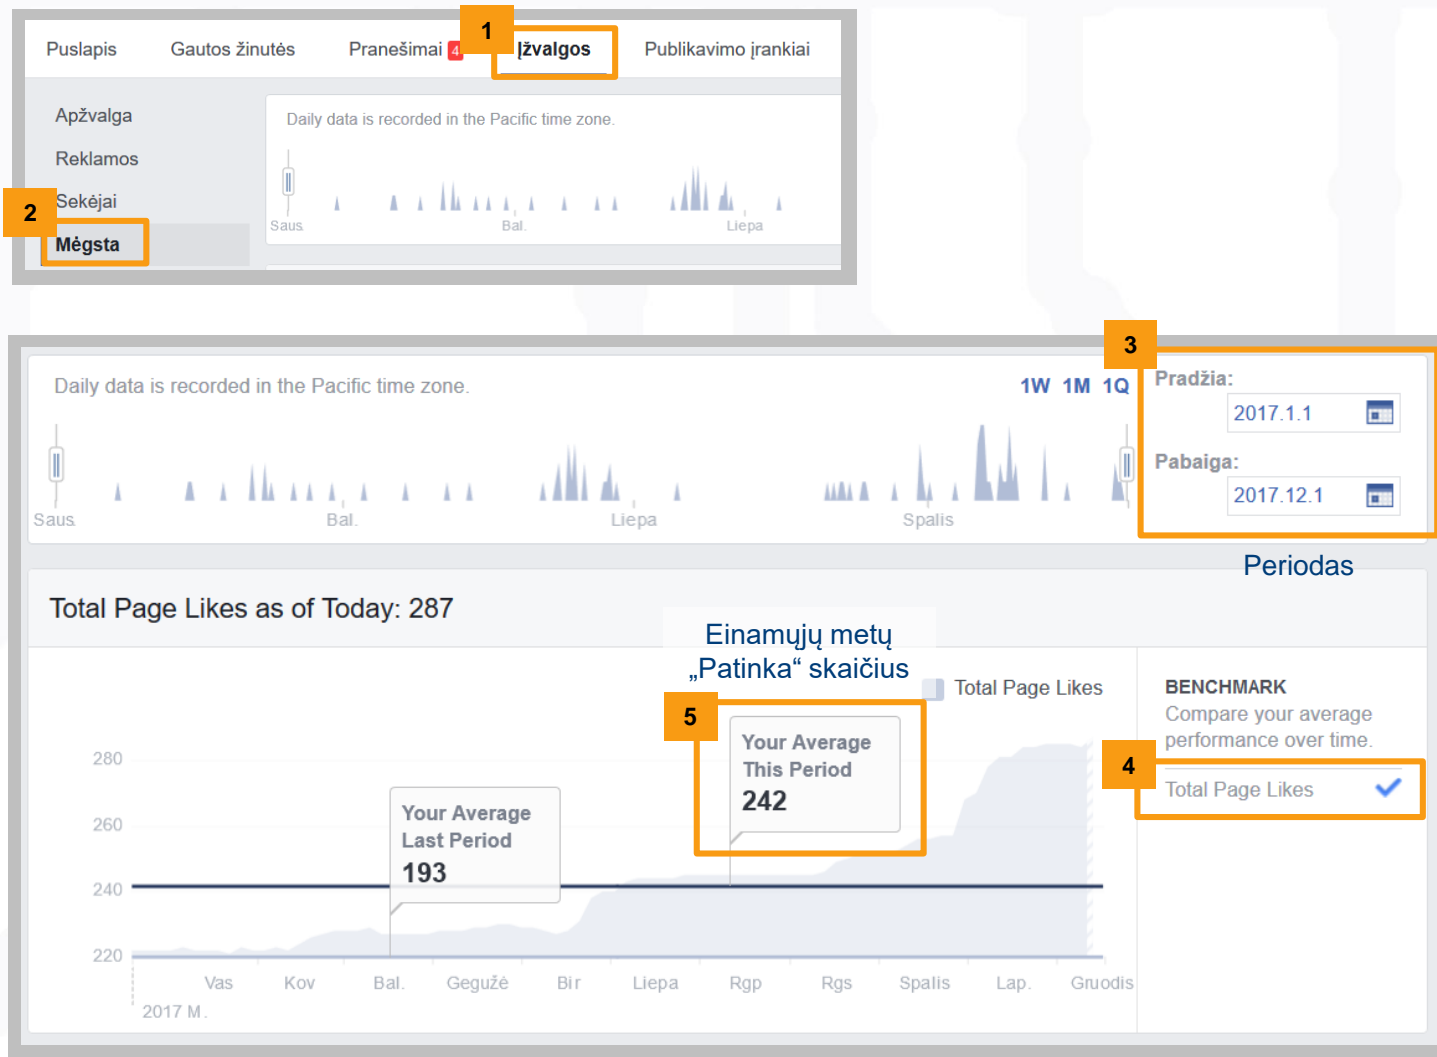 1
Puslapis Gautos žinutės Pranešimai 4 Įžvalgos Publikavimo įrankiai
Apžvalga
Reklamos
Sekėjai
2
Mėgsta
Daily data is recorded in the Pacific time zone.
Saus. Bal. Liepa
3
Daily data is recorded in the Pacific time zone.
1W 1M 1Q
Pradžia:
2017.1.1
Pabaiga:
2017.12.1
Saus. Bal. Liepa Spalis
Periodas
Total Page Likes as of Today: 287
Einamųjų metų
„Patinka“ skaičius
Total Page Likes
5
Your Average
This Period
242
Your Average
Last Period
193
280
260
240
220
Vas Kov Bal. Gegužė Bir Liepa Rgp Rgs Spalis Lap. Gruodis
2017 M.
BENCHMARK
Compare your average
performance over time.
4
Total Page Likes